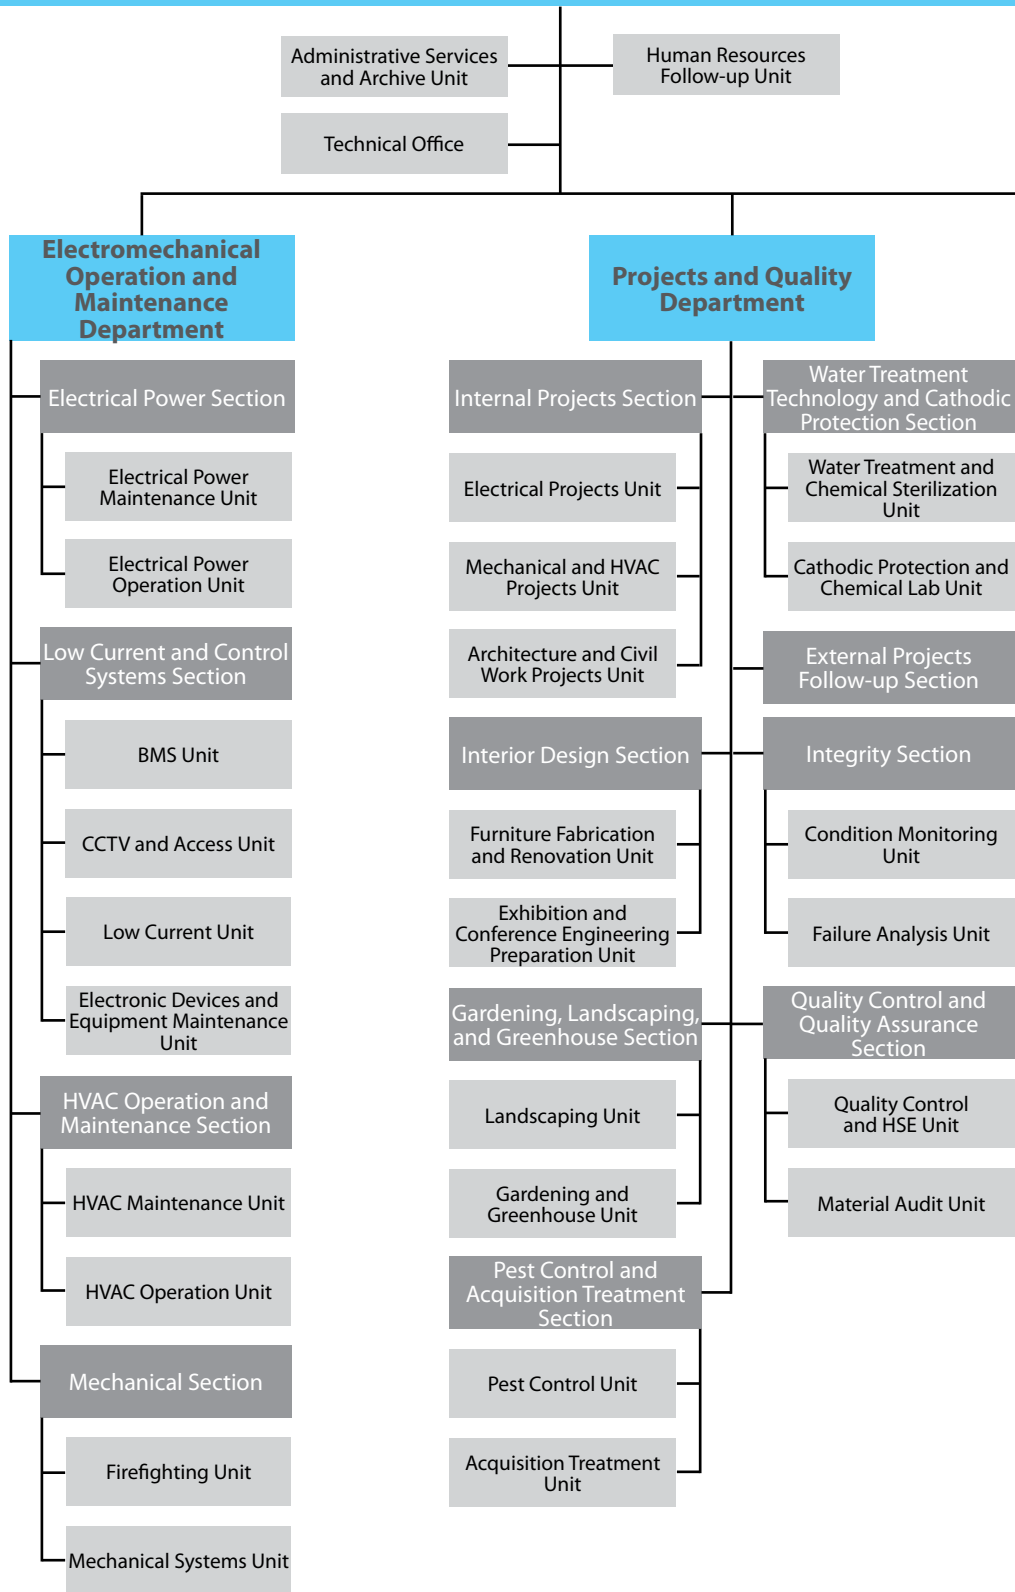 Administrative Services
and Archive Unit
Human Resources
Follow-up Unit
Technical Office
Electromechanical
Operation and
Maintenance
Department
Electrical Power Section
Electrical Power
Maintenance Unit
Electrical Power
Operation Unit
Low Current and Control
Systems Section
BMS Unit
CCTV and Access Unit
Low Current Unit
Electronic Devices and
Equipment Maintenance
Unit
HVAC Operation and
Maintenance Section
HVAC Maintenance Unit
HVAC Operation Unit
Mechanical Section
Firefighting Unit
Mechanical Systems Unit
Projects and Quality
Department
Internal Projects Section
Electrical Projects Unit
Mechanical and HVAC
Projects Unit
Architecture and Civil
Work Projects Unit
Interior Design Section
Furniture Fabrication
and Renovation Unit
Exhibition and
Conference Engineering
Preparation Unit
Gardening, Landscaping,
and Greenhouse Section
Landscaping Unit
Gardening and
Greenhouse Unit
Pest Control and
Acquisition Treatment
Section
Pest Control Unit
Acquisition Treatment
Unit
Water Treatment
Technology and Cathodic
Protection Section
Water Treatment and
Chemical Sterilization
Unit
Cathodic Protection and
Chemical Lab Unit
External Projects
Follow-up Section
Integrity Section
Condition Monitoring
Unit
Failure Analysis Unit
Quality Control and
Quality Assurance
Section
Quality Control
and HSE Unit
Material Audit Unit